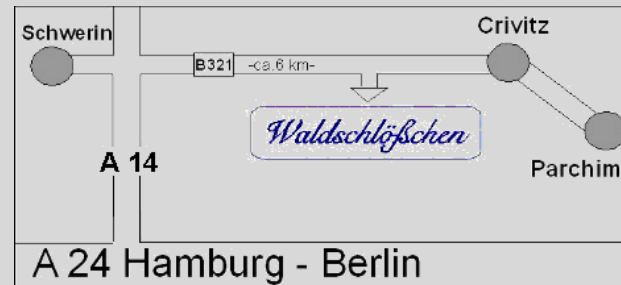 Schwerin
Crivitz
B321 -ca.6 km-
Waldschlößchen
A 14
Parchim
A 24 Hamburg - Berlin